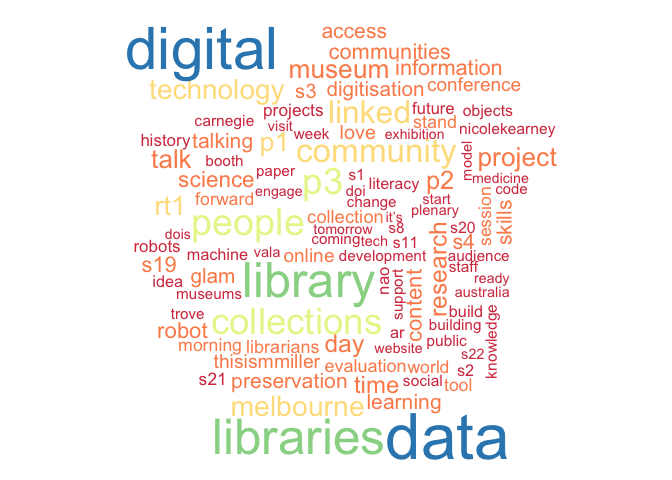 digital
access
communities
museum information
technology s3 digitisation conference
projects linked future objects
carnegie visit week love stand exhibition nicolekearney
history talking p1 community model
talk booth paper science project
engage p3 s1 doi literacy p2 medicine code
rt1 forward change start skills
people collection it's plenary session
dois tomorrow s8 s20
robots machine vala coming tech s11 s4
s19 online development audience
idea glam library nao research staff ready
museums support content australia
trove collections build
robot ar building knowledge
morning librarians day website public
thisismmiller evaluation world s22
s21 preservation time social s2 tool
melbourne learning
libraries data